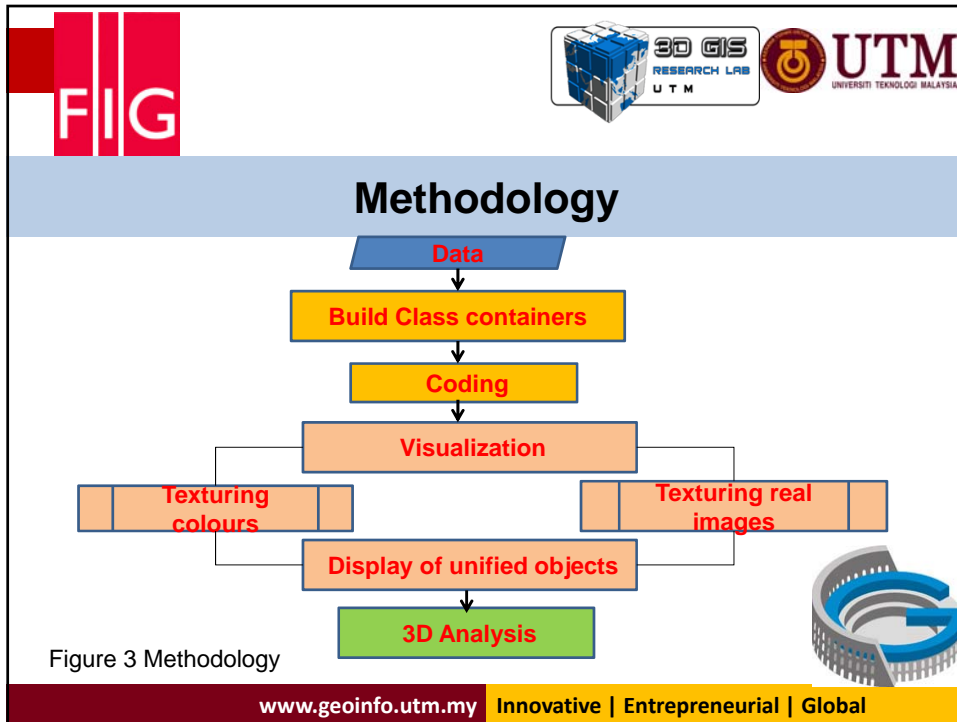 FIG
3D GIS
RESEARCH LAB
UTM
UTM
UNIVERSITI TEKNOLOGI MALAYSIA
Methodology
Data
Build Class containers
Coding
Visualization
Texturing
colours
Texturing real
images
Display of unified objects
3D Analysis
Figure 3 Methodology
www.geoinfo.utm.my Innovative | Entrepreneurial | Global